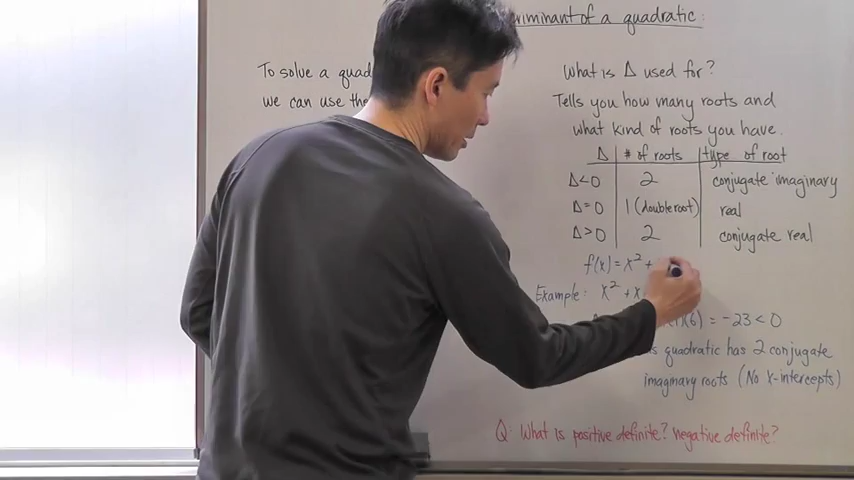 of a quadratic:
To solve a quad
we can use the
What is Δ used for?
Tells you how many roots and
what kind of roots you have.
Δ # of roots type of root
Δ<0 2 conjugate imaginary
Δ=0 1 (double root) real
Δ>0 2 conjugate real
f(x) = x² +
Example: x² + x
(6) = -23 < 0
quadratic has 2 conjugate
imaginary roots (No x-intercepts)
Q: What is positive definite? negative definite?